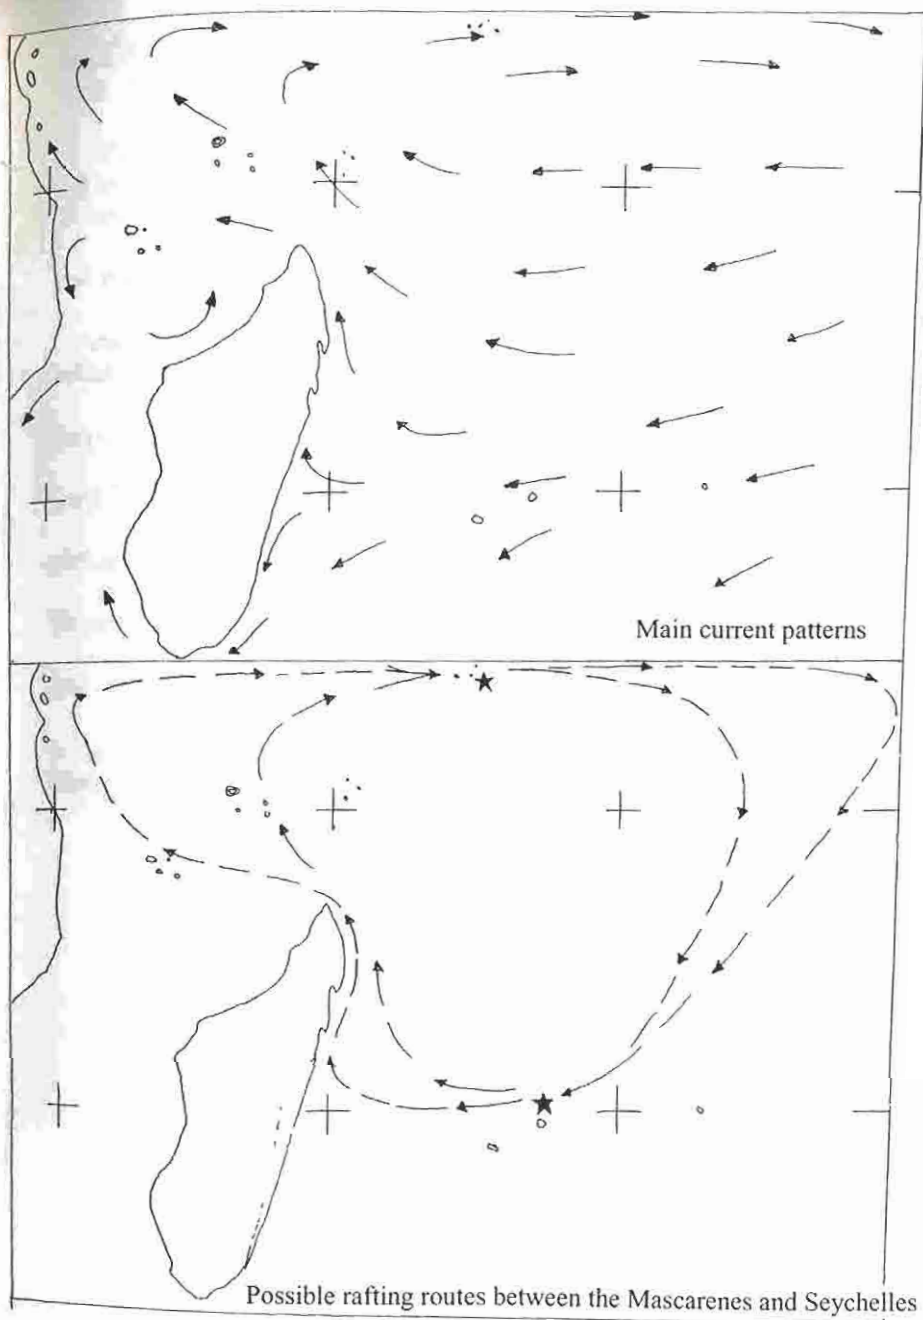 Main current patterns
Possible rafting routes between the Mascarenes and Seychelles